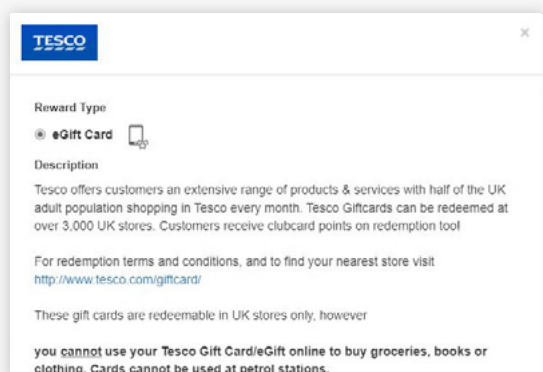 TESCO
×
Reward Type
eGift Card
Description
Tesco offers customers an extensive range of products & services with half of the UK
adult population shopping in Tesco every month. Tesco Giftcards can be redeemed at
over 3,000 UK stores. Customers receive clubcard points on redemption too!
For redemption terms and conditions, and to find your nearest store visit
http://www.tesco.com/giftcard/
These gift cards are redeemable in UK stores only, however
you cannot use your Tesco Gift Card/eGift online to buy groceries, books or
clothing. Cards cannot be used at petrol stations.